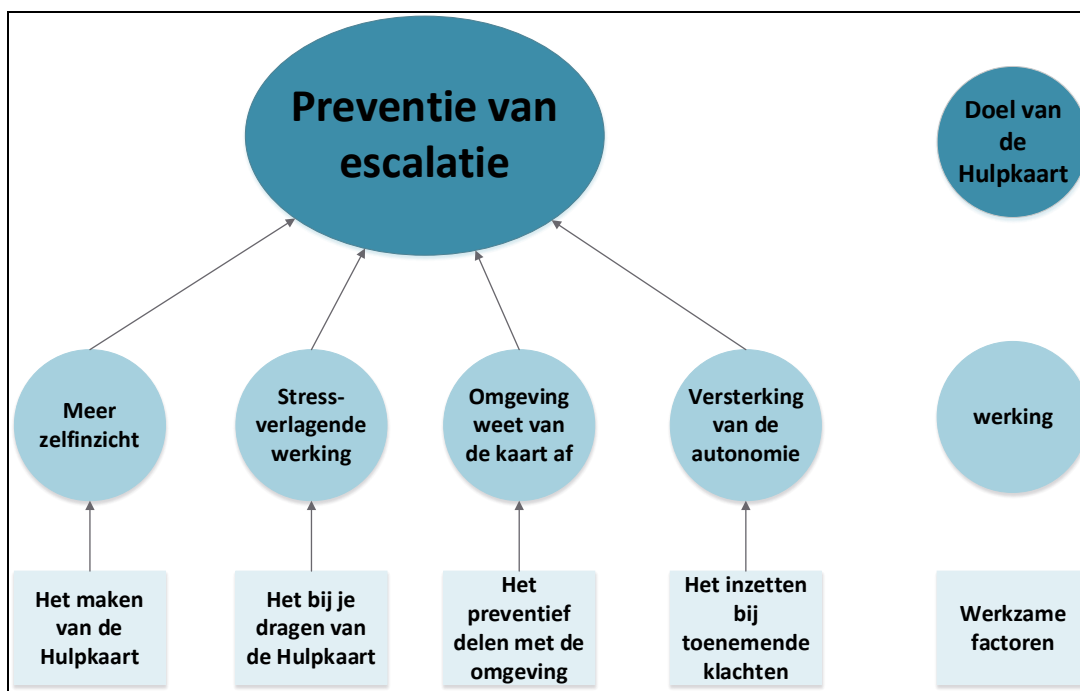 Preventie van
escalatie
Doel van
de
Hulpkaart
Meer
zelfinzicht
Stress-
verlagende
werking
Omgeving
weet van
de kaart af
Versterking
van de
autonomie
werking
Het maken
van de
Hulpkaart
Het bij je
dragen van
de Hulpkaart
Het
preventief
delen met de
omgeving
Het inzetten
bij
toenemende
klachten
Werkzame
factoren